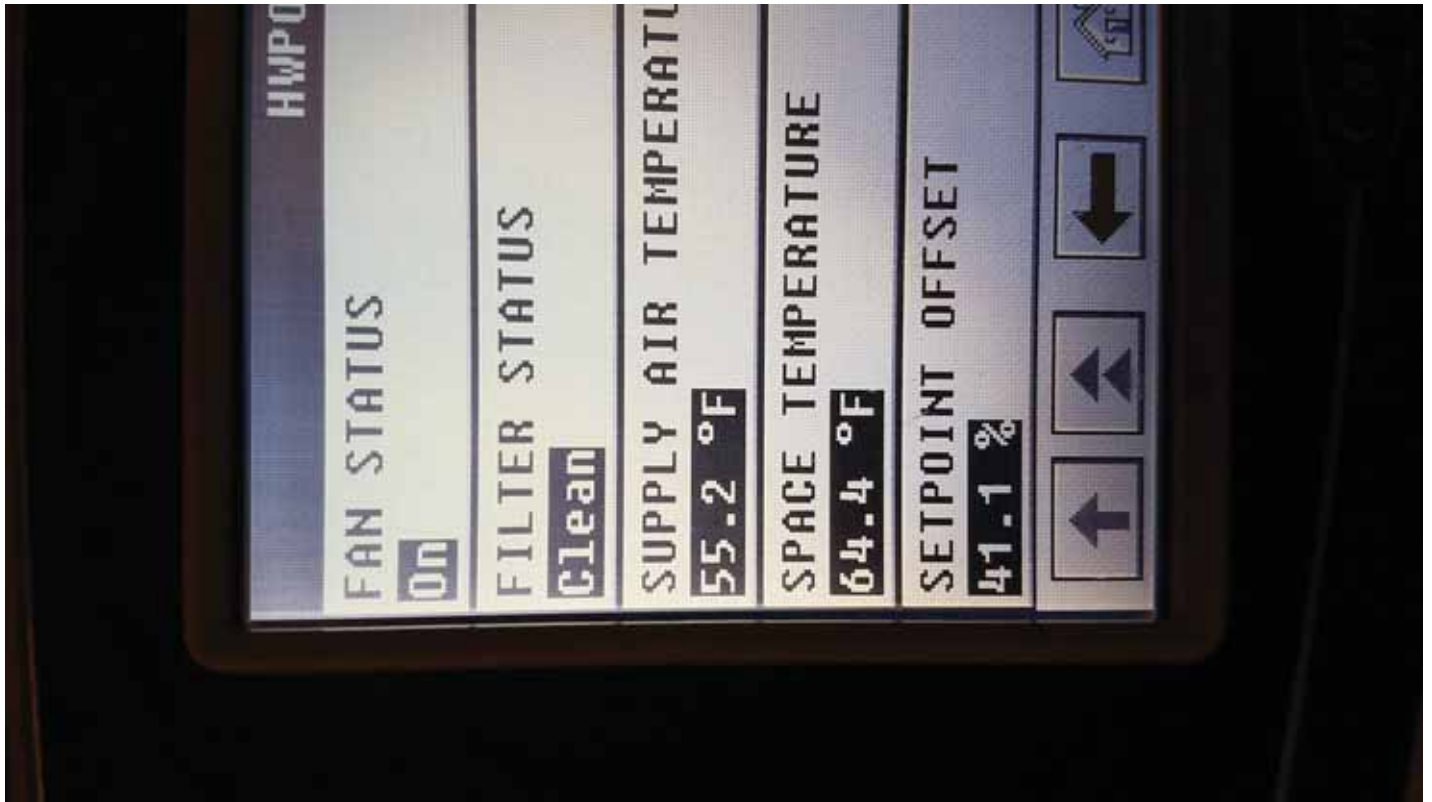 HWPO
FAN STATUS
On
FILTER STATUS
Clean
SUPPLY AIR TEMPERATU
55.2 °F
SPACE TEMPERATURE
64.4 °F
SETPOINT OFFSET
41.1 %